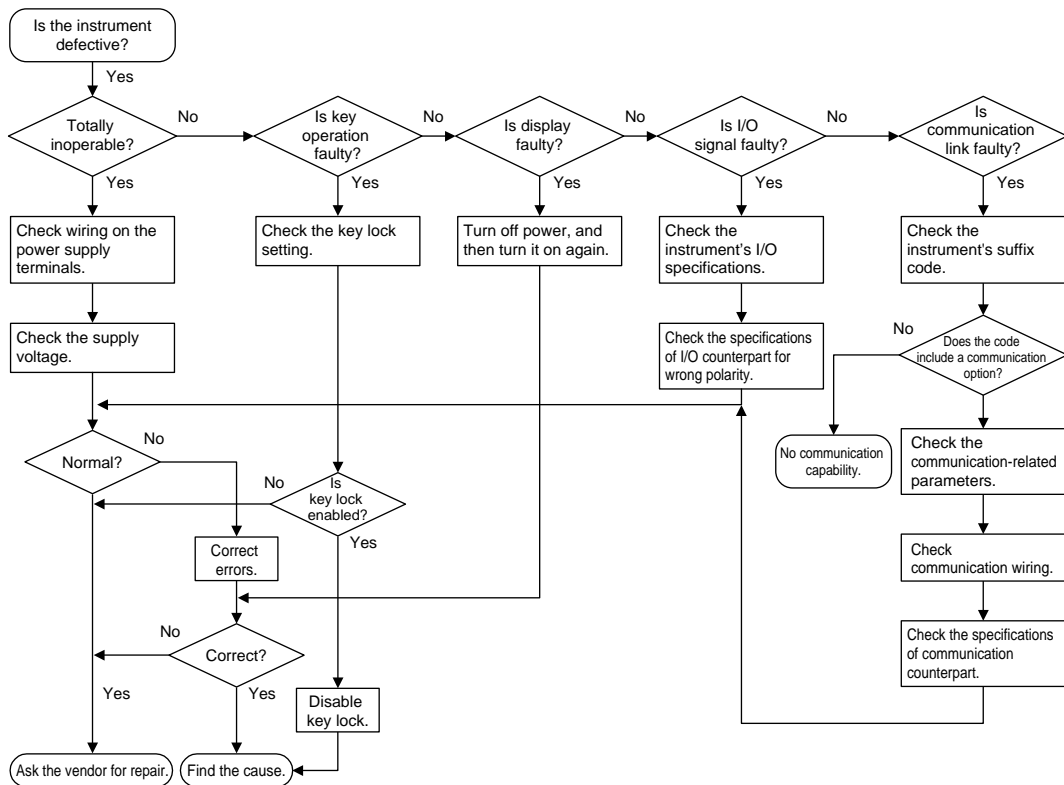 Is the instrument
defective?
Yes
Totally
inoperable?
No
Is key
operation
faulty?
No
Is display
faulty?
No
Is I/O
signal faulty?
No
Is
communication
link faulty?
Yes
Yes
Yes
Yes
Yes
Check wiring on the
power supply
terminals.
Check the key lock
setting.
Turn off power, and
then turn it on again.
Check the
instrument's I/O
specifications.
Check the
instrument's suffix
code.
Check the supply
voltage.
Check the specifications
of I/O counterpart for
wrong polarity.
No
Does the code
include a communication
option?
No communication
capability.
Check the
communication-related
parameters.
Normal?
No
No
Is
key lock
enabled?
Yes
Correct
errors.
Check
communication wiring.
No
Correct?
Check the specifications
of communication
counterpart.
Yes
Yes
Disable
key lock.
Ask the vendor for repair.
Find the cause.